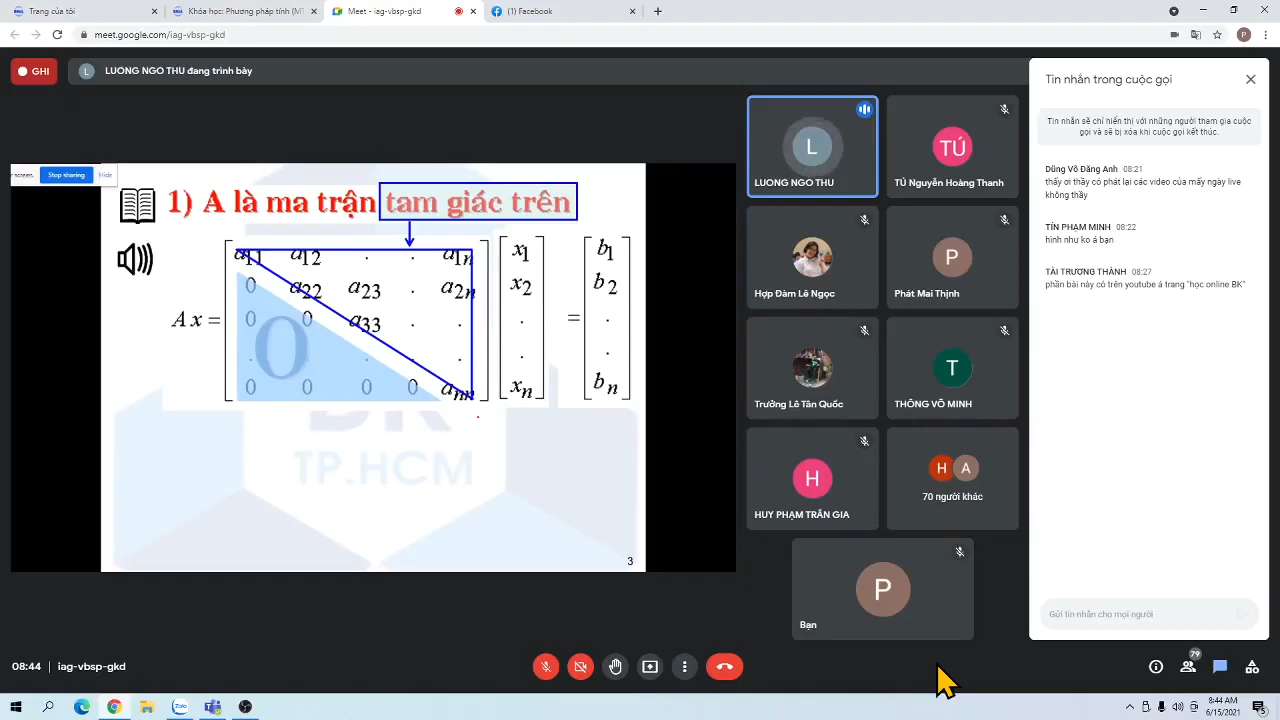 Trang của tôi
Khóa học: Phương pháp tính (MT
Meet - iag-vbsp-gkd
(1) Facebook
meet.google.com/iag-vbsp-gkd
P
GHI
L
LUONG NGO THU đang trình bày
r screen.
Stop sharing
Hide
1) A là ma trận tam giác trên
a11 a12 . . a1n
0 a22 a23 . a2n
0 0 a33 . .
. . . . .
0 0 0 0 ann
O
A x =
x1
x2
.
.
xn
=
b1
b2
.
.
bn
BK
TP.HCM
3
L
LUONG NGO THU
TÚ
TÚ Nguyễn Hoàng Thanh
Hợp Đàm Lê Ngọc
P
Phát Mai Thịnh
Trưởng Lê Tân Quốc
T
THÔNG VÕ MINH
H
HUY PHẠM TRẦN GIA
H A
70 người khác
P
Bạn
Tin nhắn trong cuộc gọi
Tin nhắn sẽ chỉ hiển thị với những người tham gia cuộc
gọi và sẽ bị xóa khi cuộc gọi kết thúc.
Dũng Võ Đăng Anh 08:21
thầy ơi thầy có phát lại các video của mấy ngày live
không thầy
TÍN PHẠM MINH 08:22
hình như ko á bạn
TÀI TRƯƠNG THÀNH 08:27
phần bài này có trên youtube á trang "học online BK"
Gửi tin nhắn cho mọi người
08:44 | iag-vbsp-gkd
79
Zalo
8:44 AM
6/15/2021
5